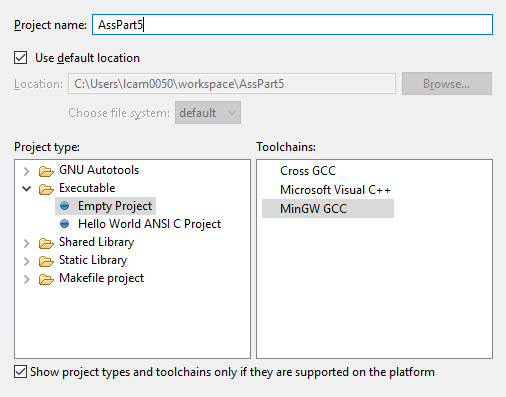 Project name: AssPart5
Use default location
Location: C:\Users\lcam0050\workspace\AssPart5 Browse...
Choose file system: default
Project type:
GNU Autotools
Executable
Empty Project
Hello World ANSI C Project
Shared Library
Static Library
Makefile project
Toolchains:
Cross GCC
Microsoft Visual C++
MinGW GCC
Show project types and toolchains only if they are supported on the platform